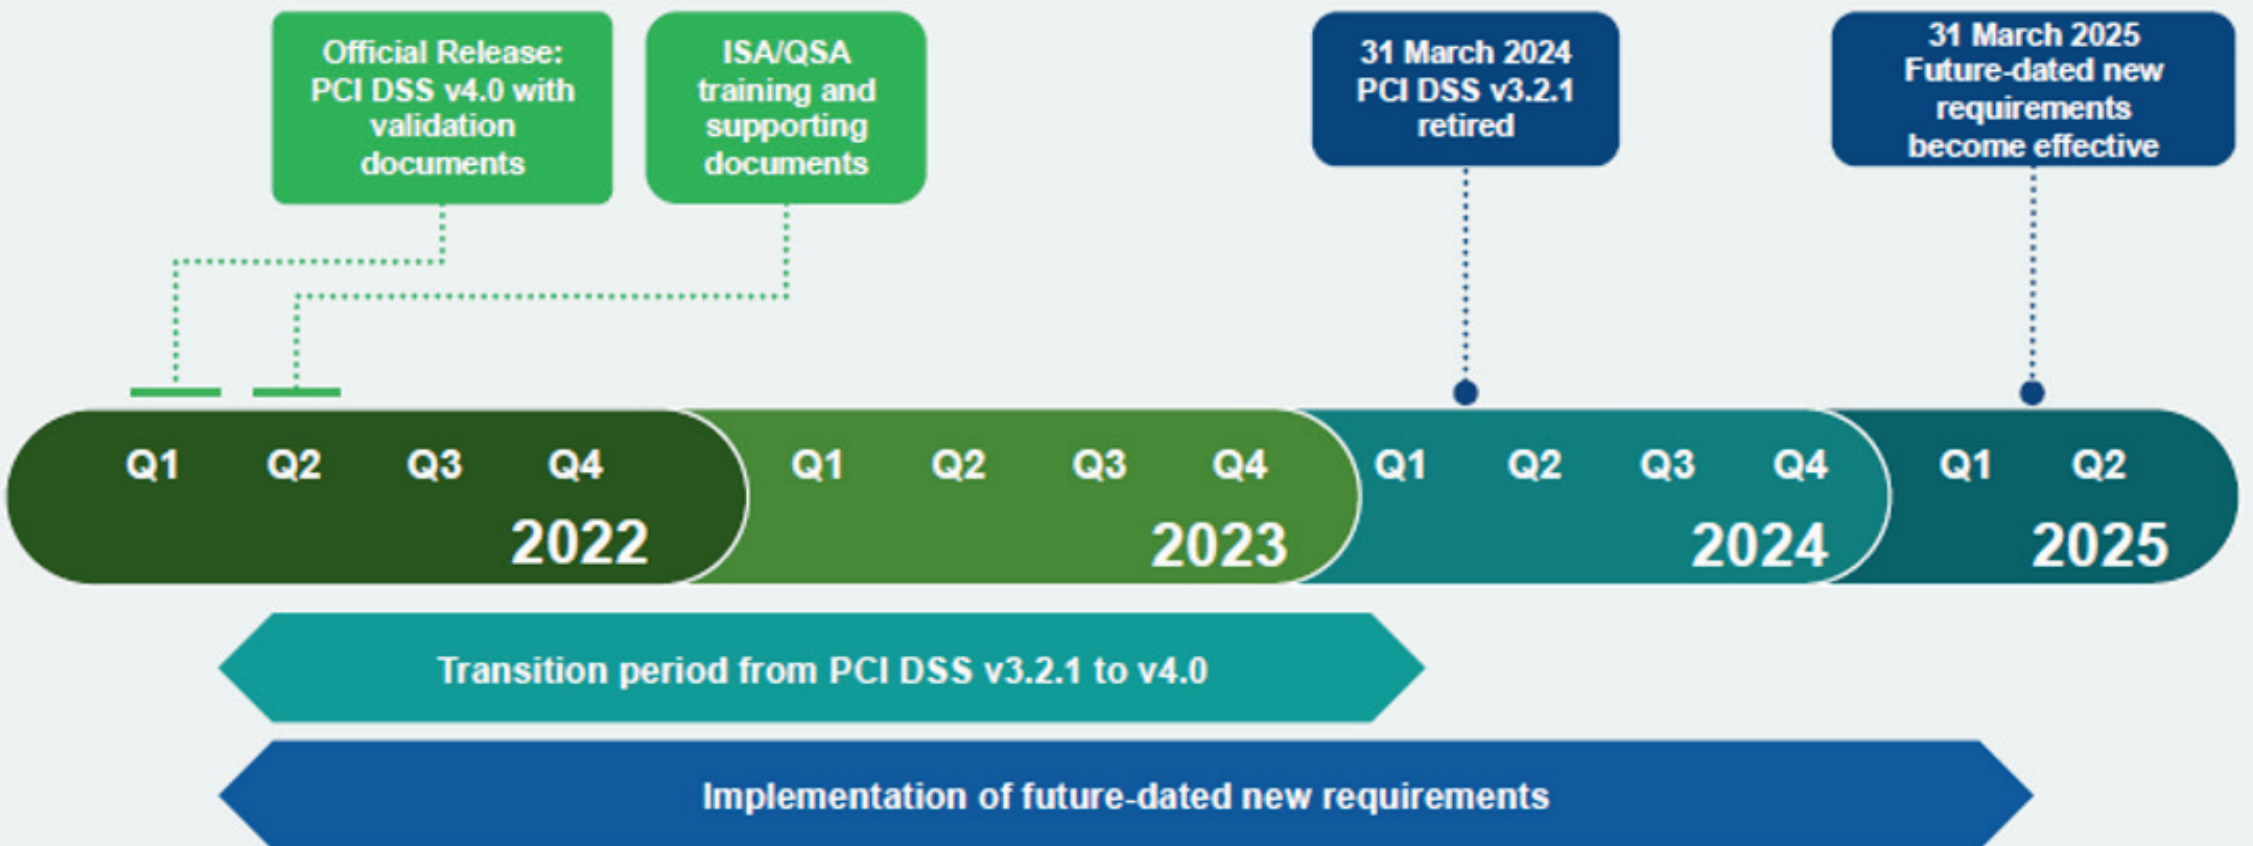 Official Release:
PCI DSS v4.0 with
validation
documents
ISA/QSA
training and
supporting
documents
31 March 2024
PCI DSS v3.2.1
retired
31 March 2025
Future-dated new
requirements
become effective
Q1 Q2 Q3 Q4
2022
Q1 Q2 Q3 Q4
2023
Q1 Q2 Q3 Q4
2024
Q1 Q2
2025
Transition period from PCI DSS v3.2.1 to v4.0
Implementation of future-dated new requirements